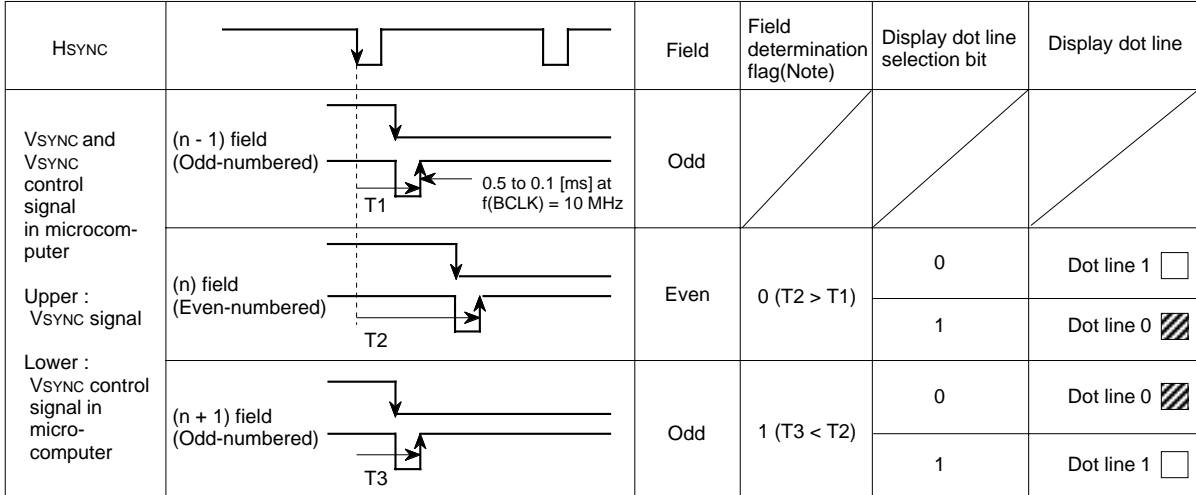 HSYNC
Field
Field
determination
flag(Note)
Display dot line
selection bit
Display dot line
VSYNC and
VSYNC
control
signal
in microcom-
puter
Upper :
VSYNC signal
Lower :
VSYNC control
signal in
micro-
computer
(n - 1) field
(Odd-numbered)
T1
0.5 to 0.1 [ms] at
f(BCLK) = 10 MHz
Odd
(n) field
(Even-numbered)
T2
Even
0 (T2 > T1)
0
Dot line 1
1
Dot line 0
(n + 1) field
(Odd-numbered)
T3
Odd
1 (T3 < T2)
0
Dot line 0
1
Dot line 1